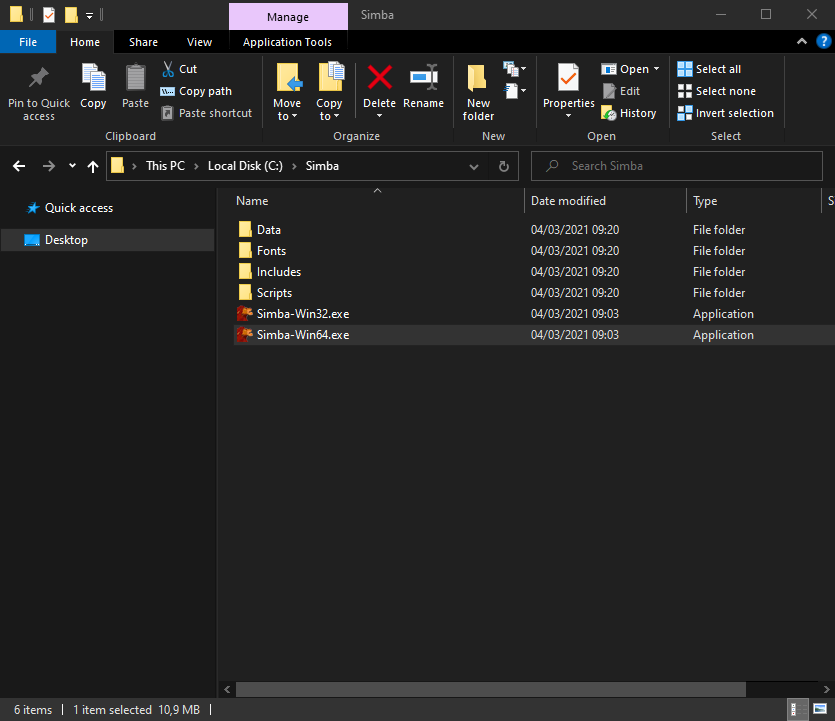 Manage Simba
File Home Share View Application Tools
Pin to Quick access
Copy
Paste
Cut
Copy path
Paste shortcut
Clipboard
Move to
Copy to
Delete
Rename
Organize
New folder
New
Properties
Open
Edit
History
Open
Select all
Select none
Invert selection
Select
This PC Local Disk (C:) Simba
Search Simba
Quick access
Desktop
Name Date modified Type S
Data 04/03/2021 09:20 File folder
Fonts 04/03/2021 09:20 File folder
Includes 04/03/2021 09:20 File folder
Scripts 04/03/2021 09:20 File folder
Simba-Win32.exe 04/03/2021 09:03 Application
Simba-Win64.exe 04/03/2021 09:03 Application
6 items 1 item selected 10,9 MB